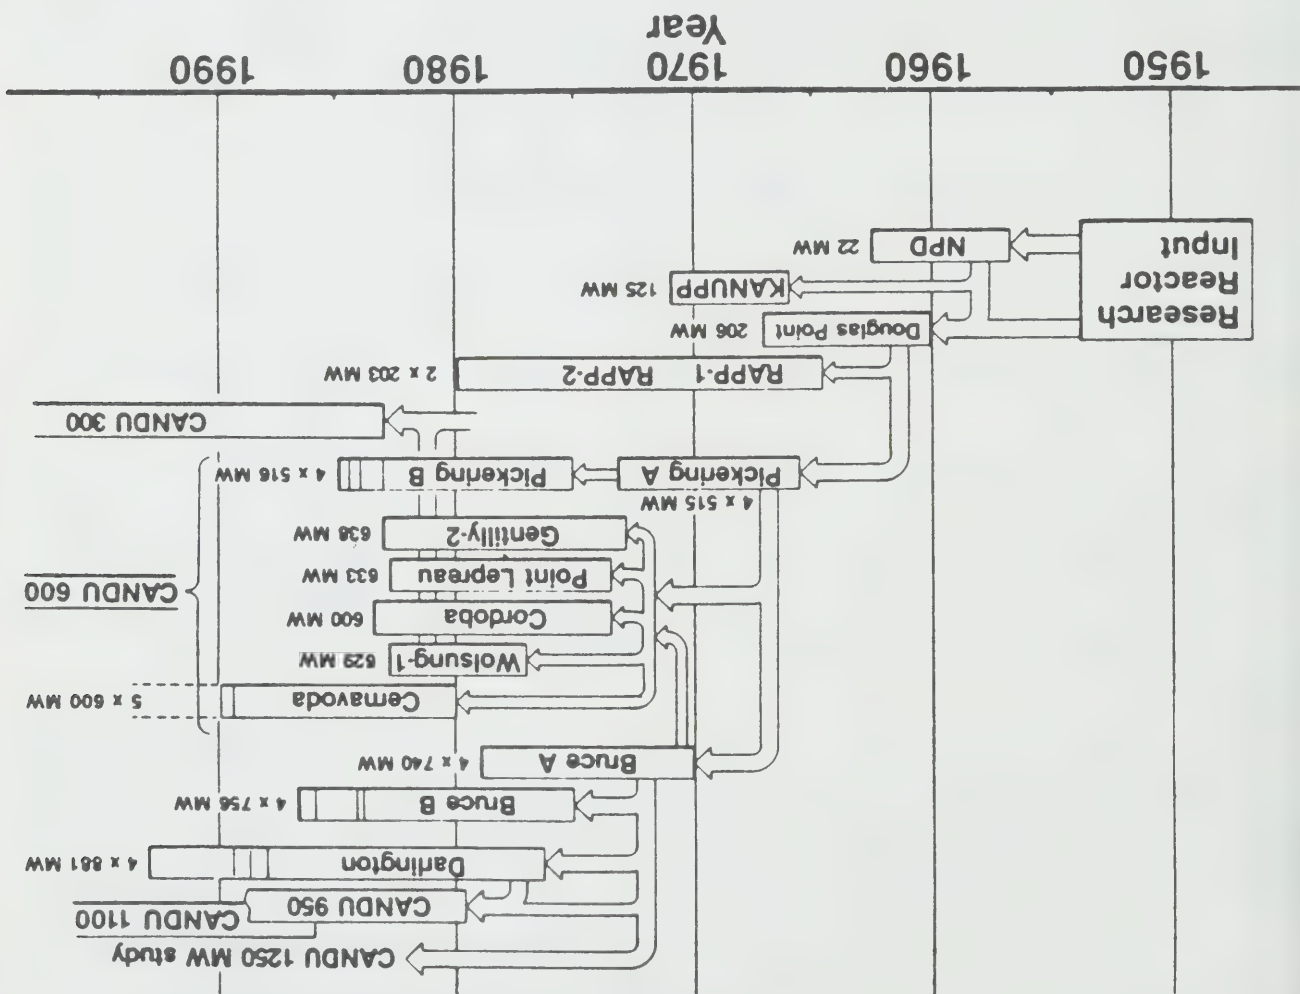 CANDU 1250 MW study
CANDU 1100
CANDU 950
Darlington
4 x 881 MW
Bruce B
4 x 756 MW
Bruce A
4 x 740 MW
Cernavoda
5 x 600 MW
Wolsung-1
629 MW
Cordoba
600 MW
Point Lepreau
633 MW
CANDU 600
Gentilly-2
638 MW
4 x 515 MW
Pickering A
Pickering B
4 x 516 MW
CANDU 300
RAPP-1
RAPP-2
2 x 203 MW
Douglas Point
206 MW
KANUPP
125 MW
NPD
22 MW
Research
Reactor
Input
1950
1960
1970
1980
1990
Year